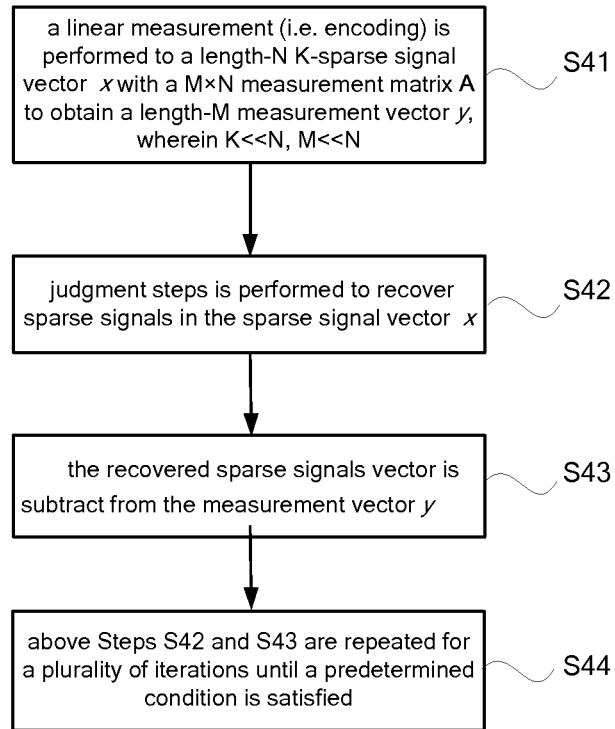 a linear measurement (i.e. encoding) is
performed to a length-N K-sparse signal
vector x with a M×N measurement matrix A
to obtain a length-M measurement vector y,
wherein K<<N, M<<N
S41
judgment steps is performed to recover
sparse signals in the sparse signal vector x
S42
the recovered sparse signals vector is
subtract from the measurement vector y
S43
above Steps S42 and S43 are repeated for
a plurality of iterations until a predetermined
condition is satisfied
S44